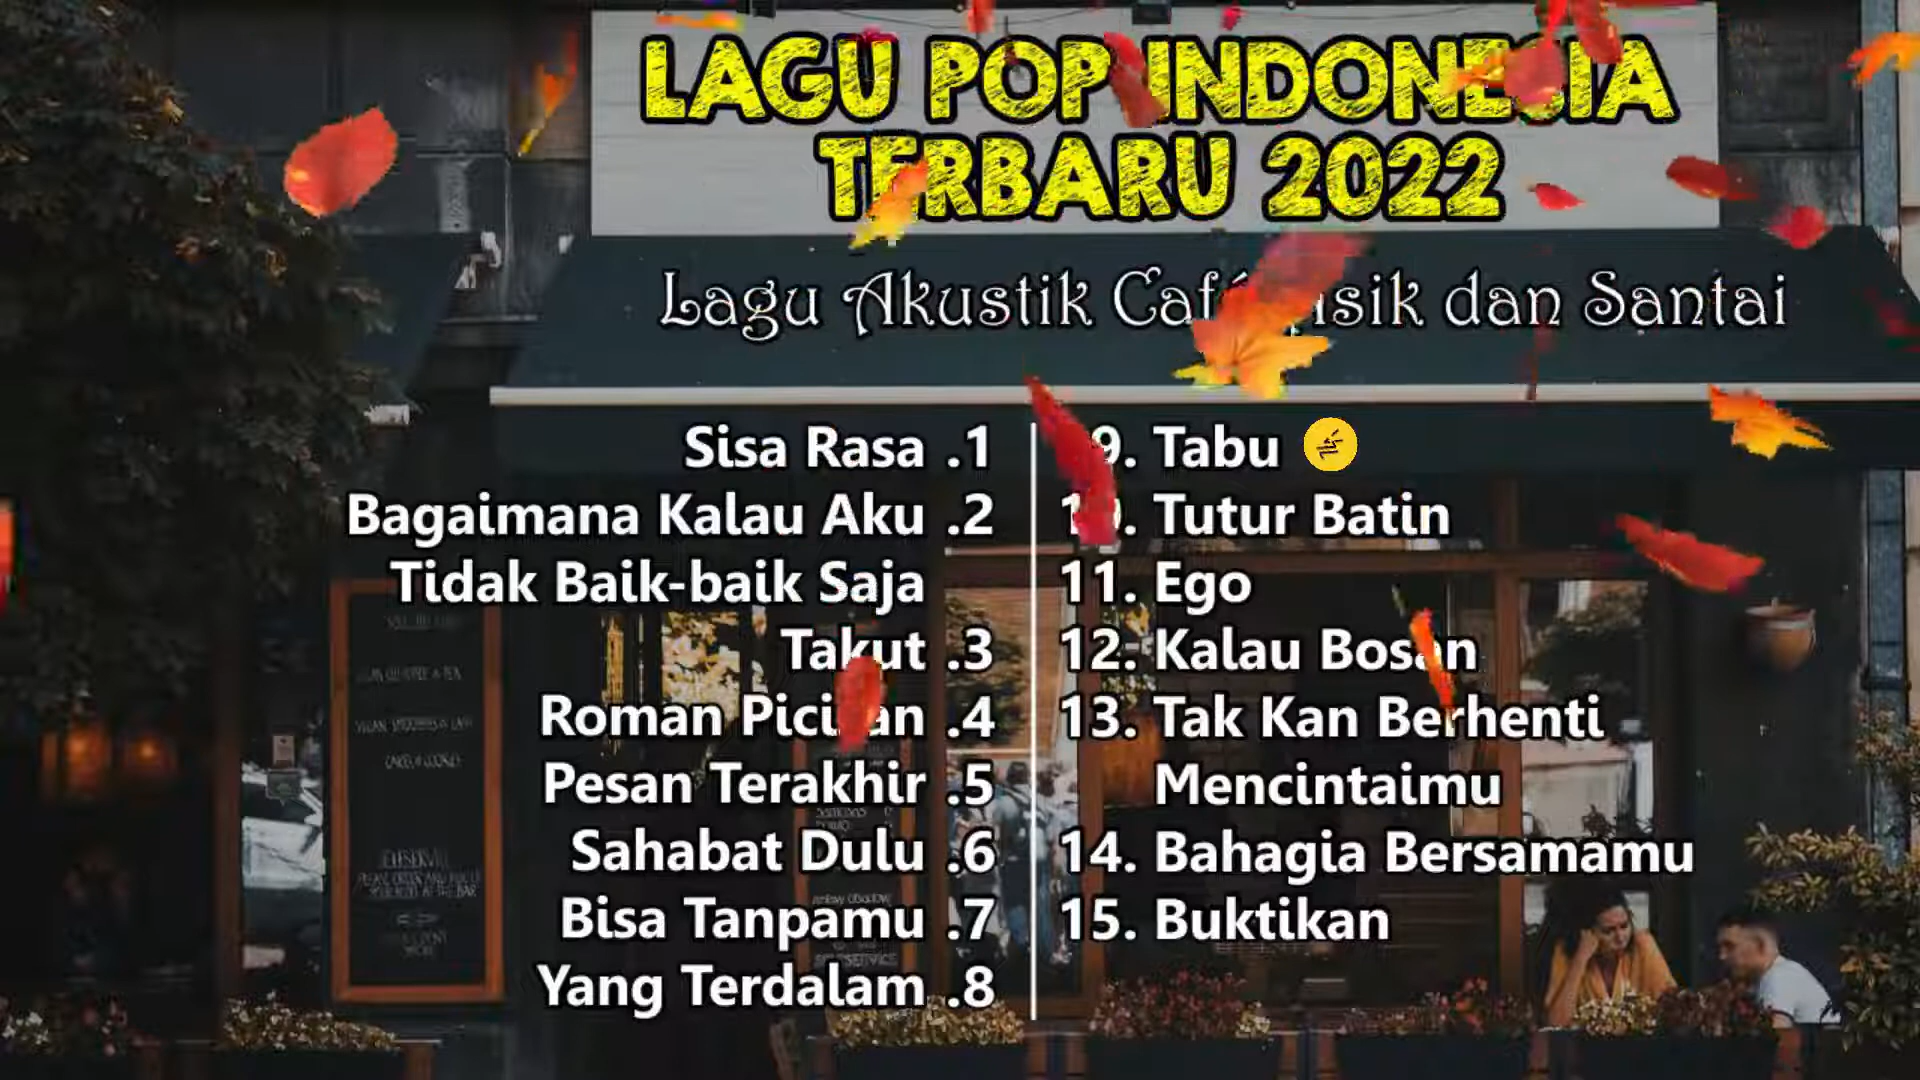 LAGU POP INDONESIA
TERBARU 2022
Lagu Akustik Café Asik dan Santai
Sisa Rasa .1
Bagaimana Kalau Aku .2
Tidak Baik-baik Saja
Takut .3
Roman Picisan .4
Pesan Terakhir .5
Sahabat Dulu .6
Bisa Tanpamu .7
Yang Terdalam .8
9. Tabu
10. Tutur Batin
11. Ego
12. Kalau Bosan
13. Tak Kan Berhenti
Mencintaimu
14. Bahagia Bersamamu
15. Buktikan